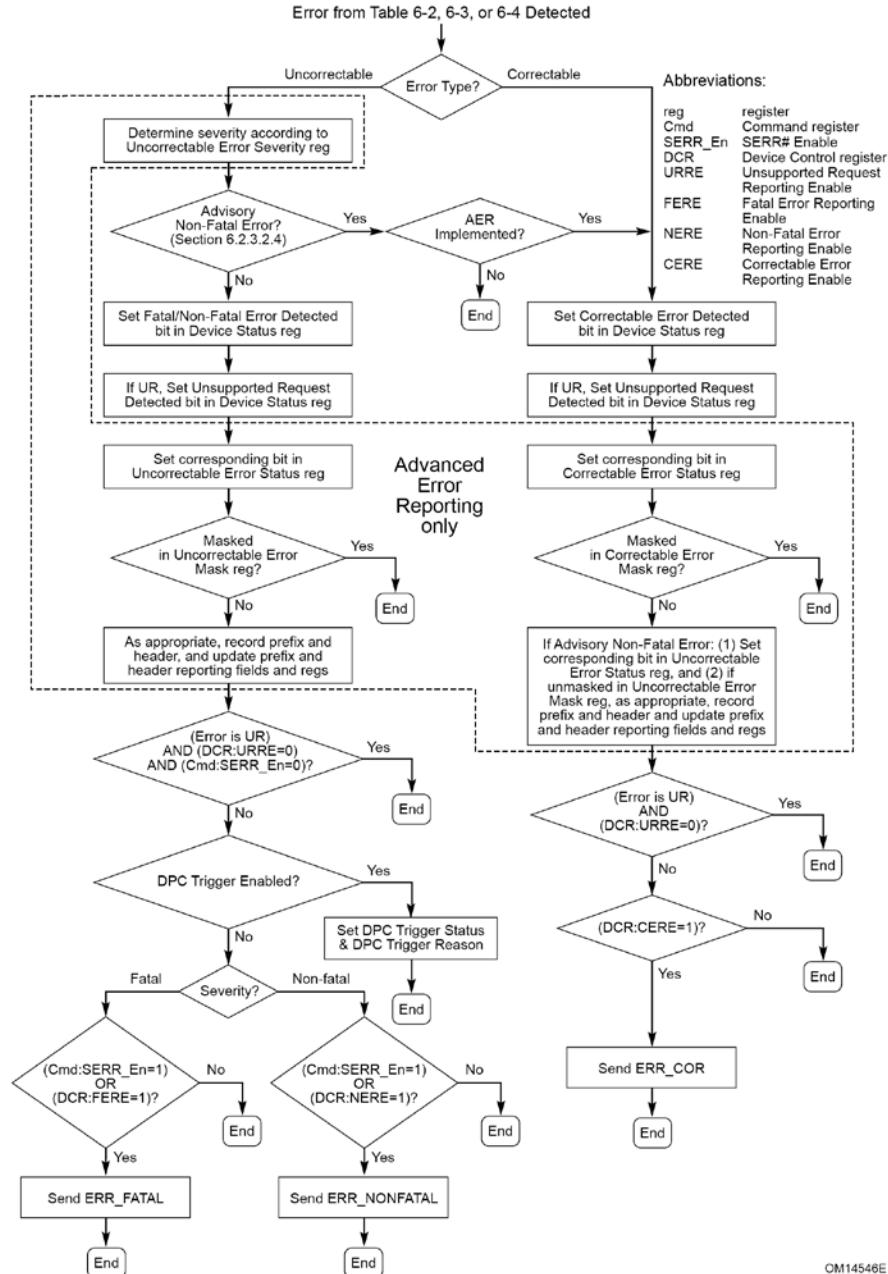 Error from Table 6-2, 6-3, or 6-4 Detected
Uncorrectable
Error Type?
Correctable
Abbreviations:
reg register
Cmd Command register
SERR_En SERR# Enable
DCR Device Control register
URRE Unsupported Request
Reporting Enable
FERE Fatal Error Reporting
Enable
NERE Non-Fatal Error
Reporting Enable
CERE Correctable Error
Reporting Enable
Determine severity according to
Uncorrectable Error Severity reg
Advisory
Non-Fatal Error?
(Section 6.2.3.2.4)
Yes
AER
Implemented?
Yes
No
No
End
Set Fatal/Non-Fatal Error Detected
bit in Device Status reg
Set Correctable Error Detected
bit in Device Status reg
If UR, Set Unsupported Request
Detected bit in Device Status reg
If UR, Set Unsupported Request
Detected bit in Device Status reg
Set corresponding bit in
Uncorrectable Error Status reg
Advanced
Error
Reporting
only
Set corresponding bit in
Correctable Error Status reg
Masked
in Uncorrectable Error
Mask reg?
Yes
End
No
Masked
in Correctable Error
Mask reg?
Yes
End
No
As appropriate, record prefix and
header, and update prefix and
header reporting fields and regs
If Advisory Non-Fatal Error: (1) Set
corresponding bit in Uncorrectable
Error Status reg, and (2) if
unmasked in Uncorrectable Error
Mask reg, as appropriate, record
prefix and header and update prefix
and header reporting fields and regs
(Error is UR)
AND (DCR:URRE=0)
AND (Cmd:SERR_En=0)?
Yes
End
No
(Error is UR)
AND
(DCR:URRE=0)?
Yes
End
No
DPC Trigger Enabled?
Yes
Set DPC Trigger Status
& DPC Trigger Reason
End
No
(DCR:CERE=1)?
No
End
Yes
Fatal
Severity?
Non-fatal
(Cmd:SERR_En=1)
OR
(DCR:FERE=1)?
No
End
Yes
(Cmd:SERR_En=1)
OR
(DCR:NERE=1)?
No
End
Yes
Send ERR_COR
End
Send ERR_FATAL
End
Send ERR_NONFATAL
End
OM14546E